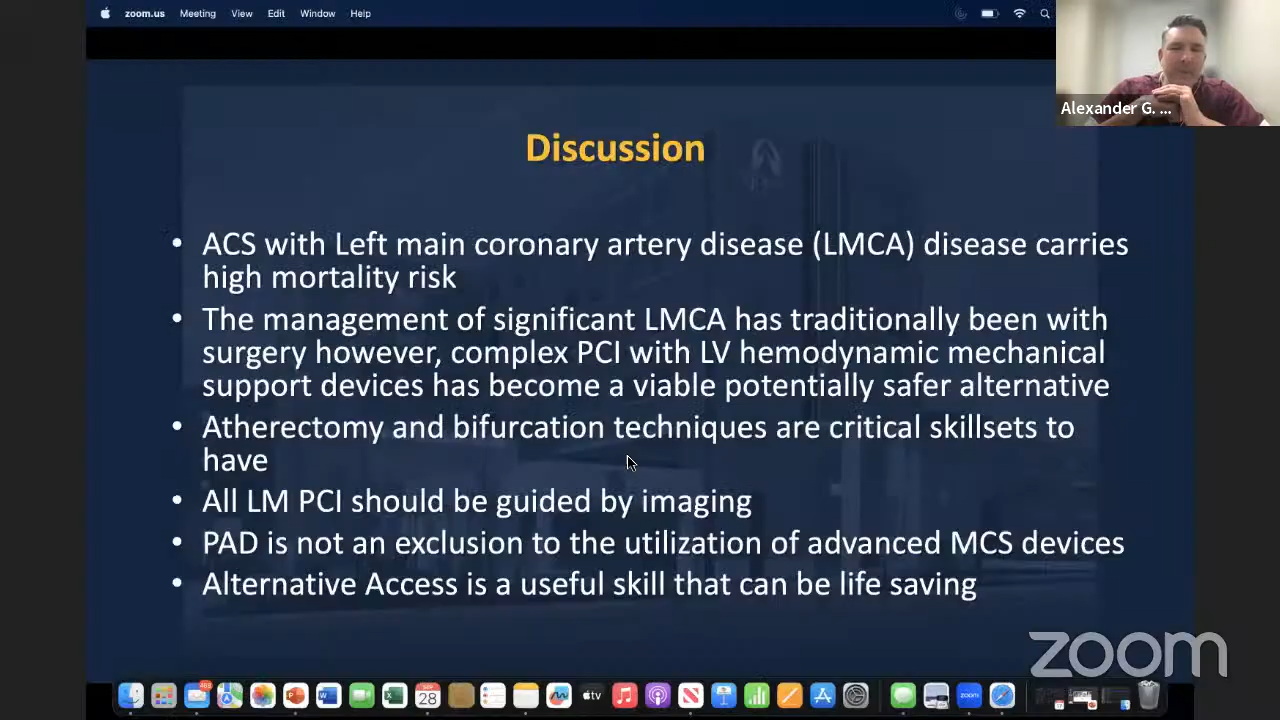 zoom.us Meeting View Edit Window Help
Alexander G. ...
Discussion
• ACS with Left main coronary artery disease (LMCA) disease carries
high mortality risk
• The management of significant LMCA has traditionally been with
surgery however, complex PCI with LV hemodynamic mechanical
support devices has become a viable potentially safer alternative
• Atherectomy and bifurcation techniques are critical skillsets to
have
• All LM PCI should be guided by imaging
• PAD is not an exclusion to the utilization of advanced MCS devices
• Alternative Access is a useful skill that can be life saving
zoom
28
tv
zoom